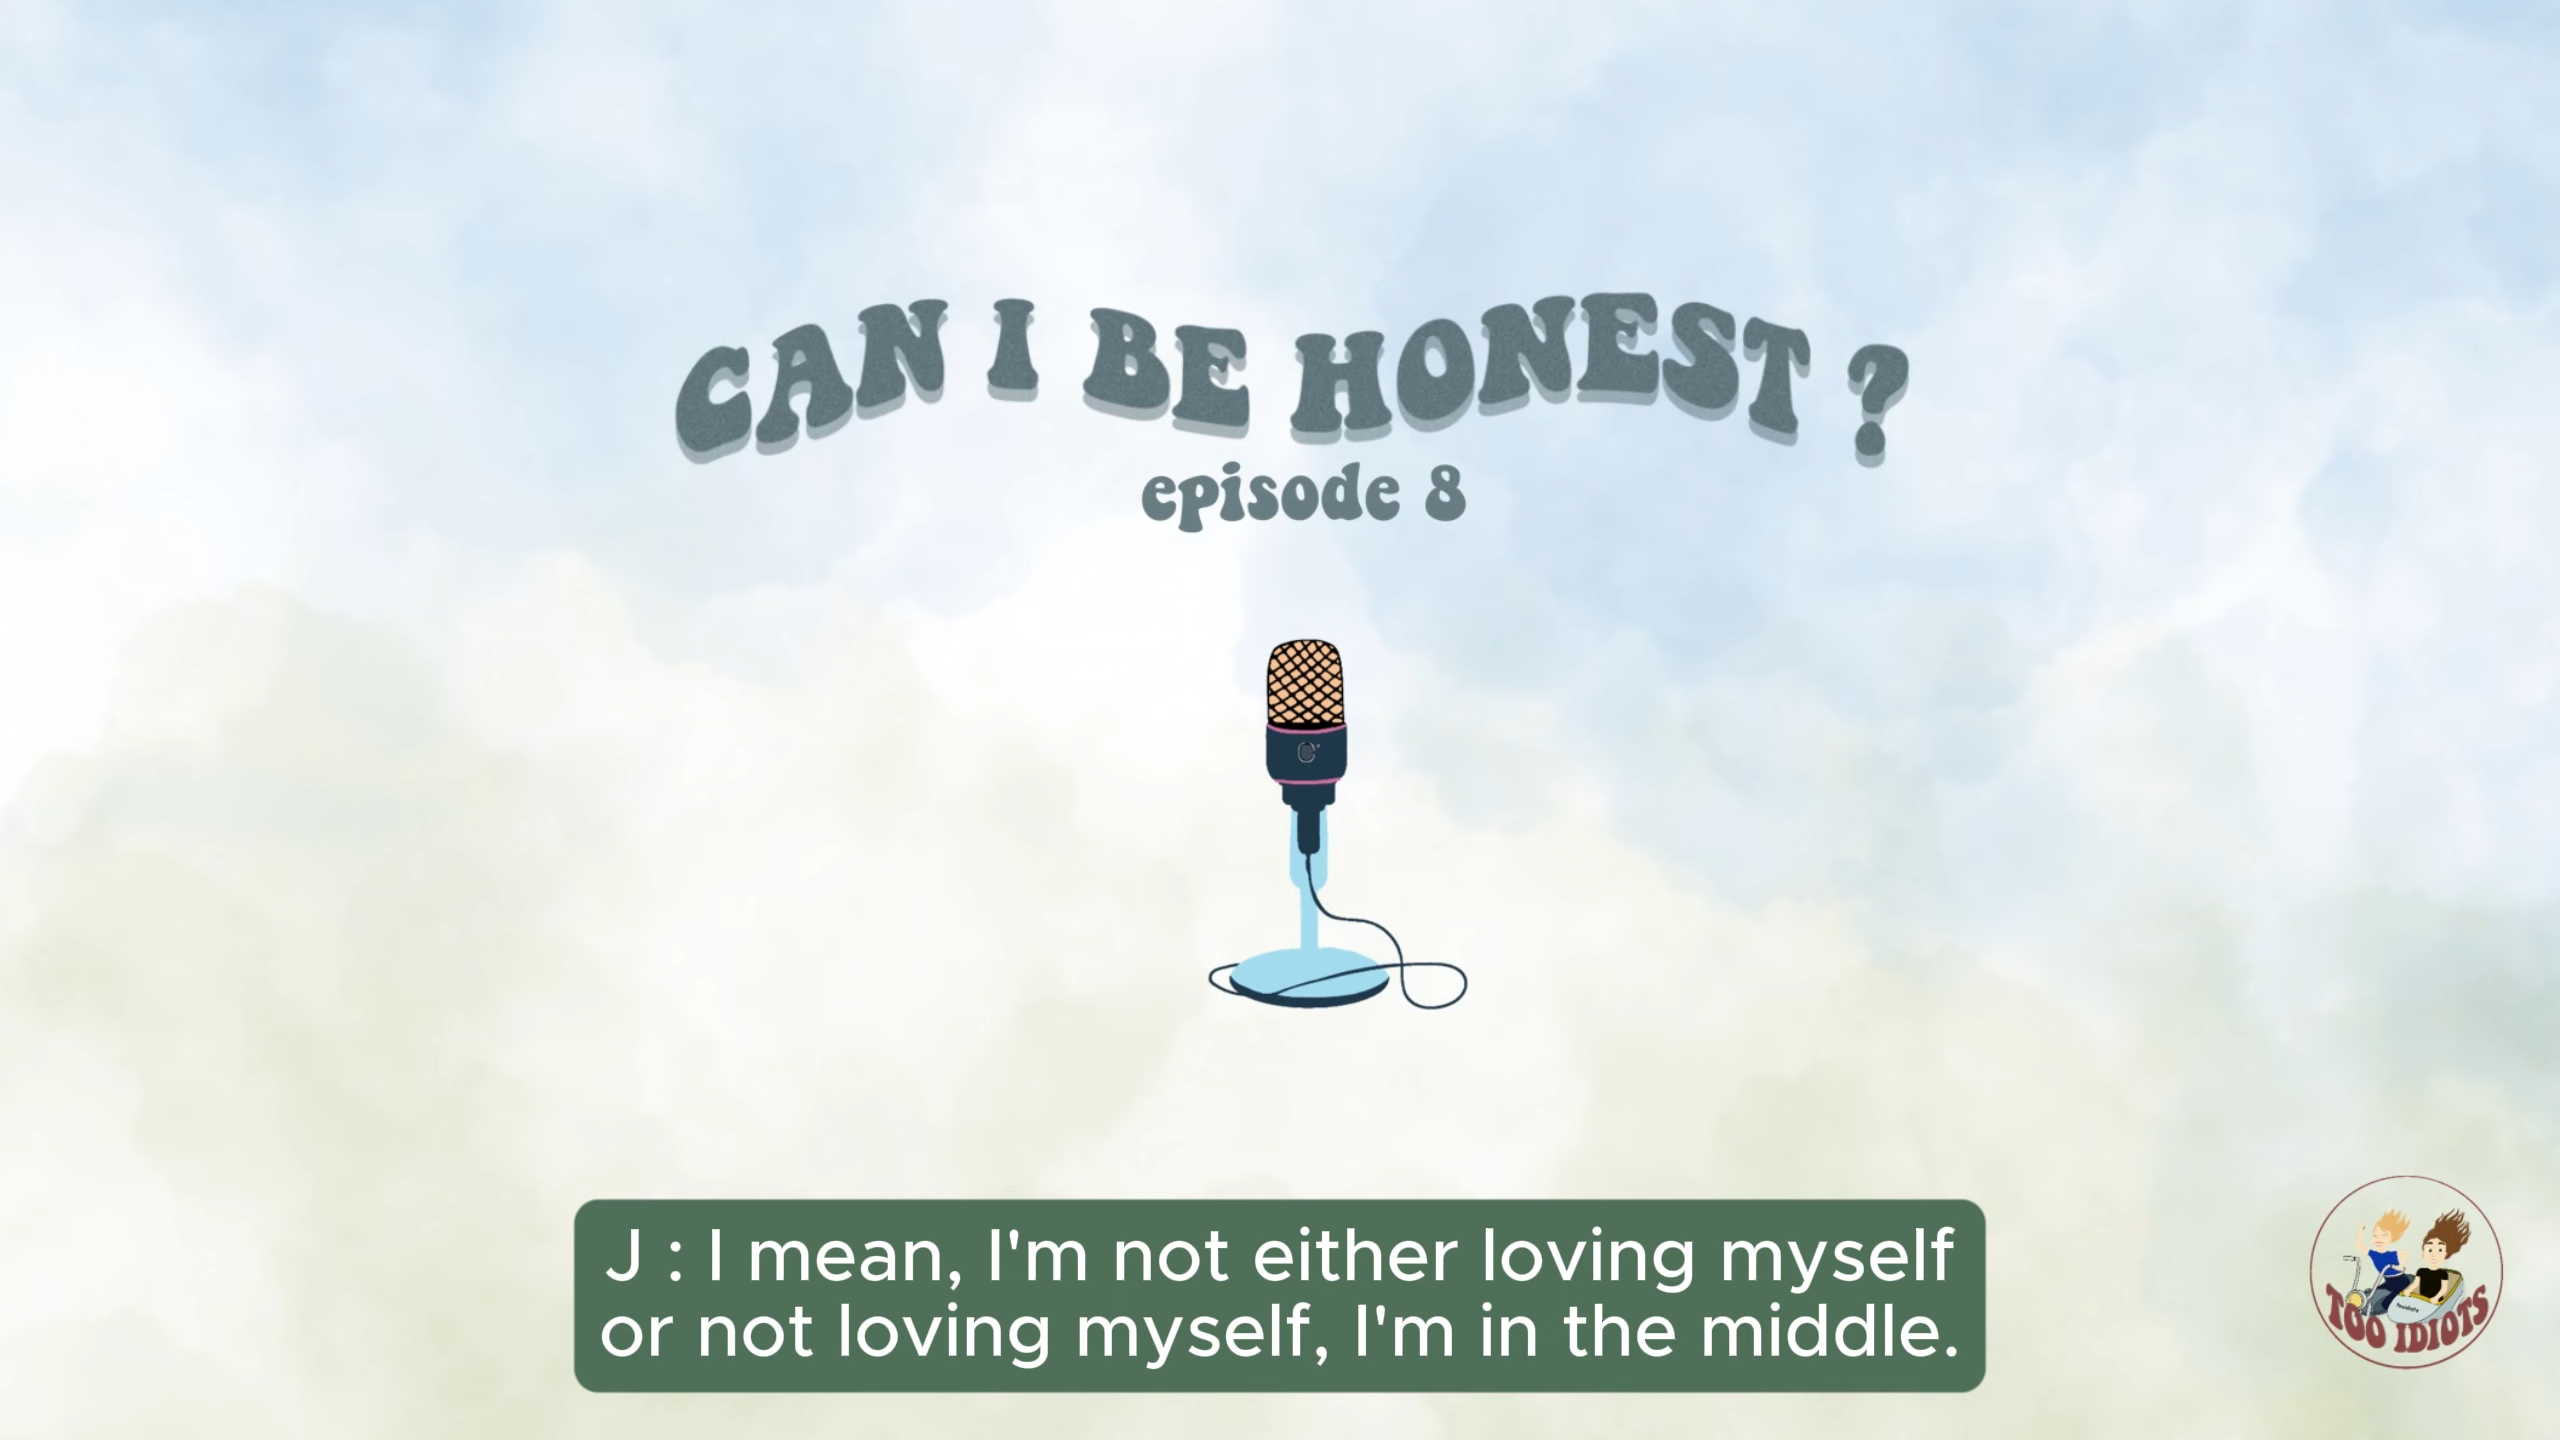 CAN I BE HONEST ?
episode 8
J : I mean, I'm not either loving myself
or not loving myself, I'm in the middle.
TOO IDIOTS